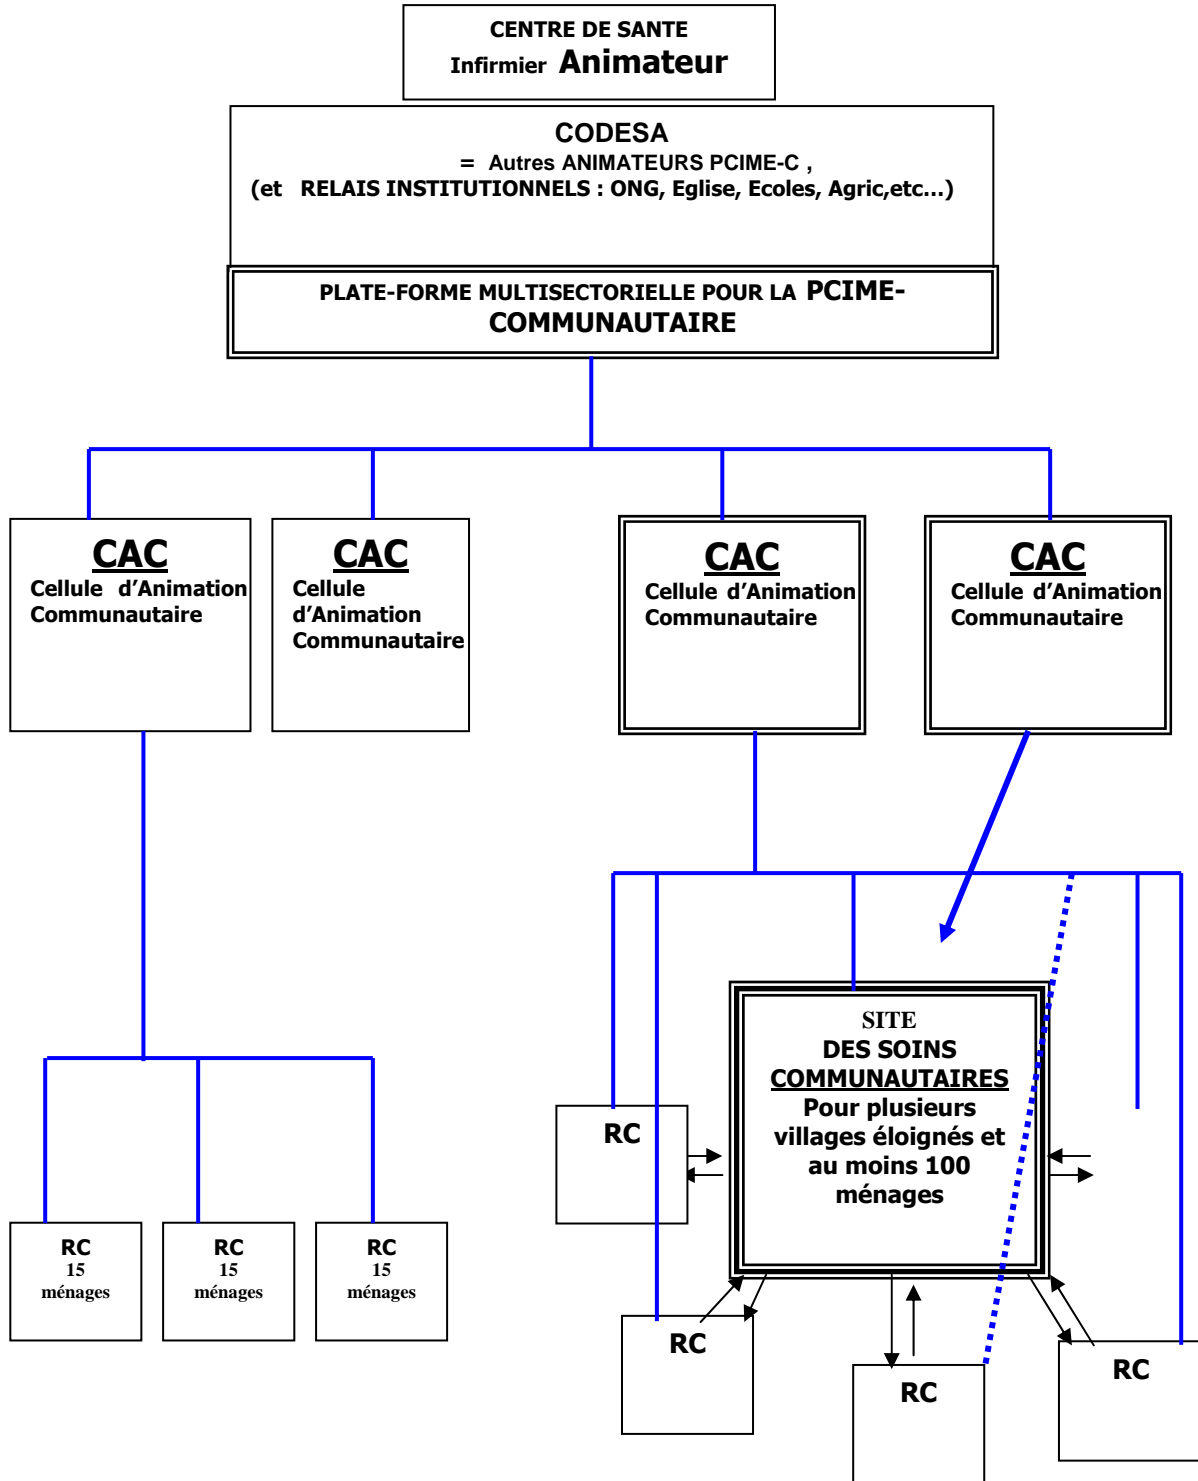 CENTRE DE SANTE
Infirmier Animateur
CODESA
= Autres ANIMATEURS PCIME-C ,
(et RELAIS INSTITUTIONNELS : ONG, Eglise, Ecoles, Agric,etc...)
PLATE-FORME MULTISECTORIELLE POUR LA PCIME-
COMMUNAUTAIRE
CAC
Cellule d'Animation
Communautaire
CAC
Cellule
d'Animation
Communautaire
CAC
Cellule d'Animation
Communautaire
CAC
Cellule d'Animation
Communautaire
SITE
DES SOINS
COMMUNAUTAIRES
Pour plusieurs
villages éloignés et
au moins 100
ménages
RC
RC
15
ménages
RC
15
ménages
RC
15
ménages
RC
RC
RC